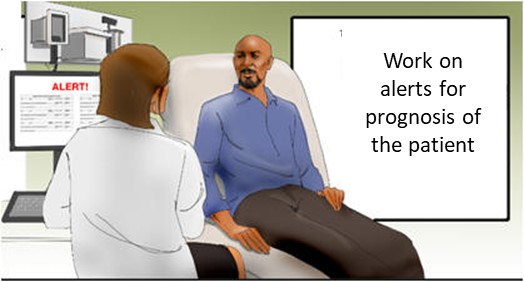 ALERT!
1
Work on
alerts for
prognosis of
the patient